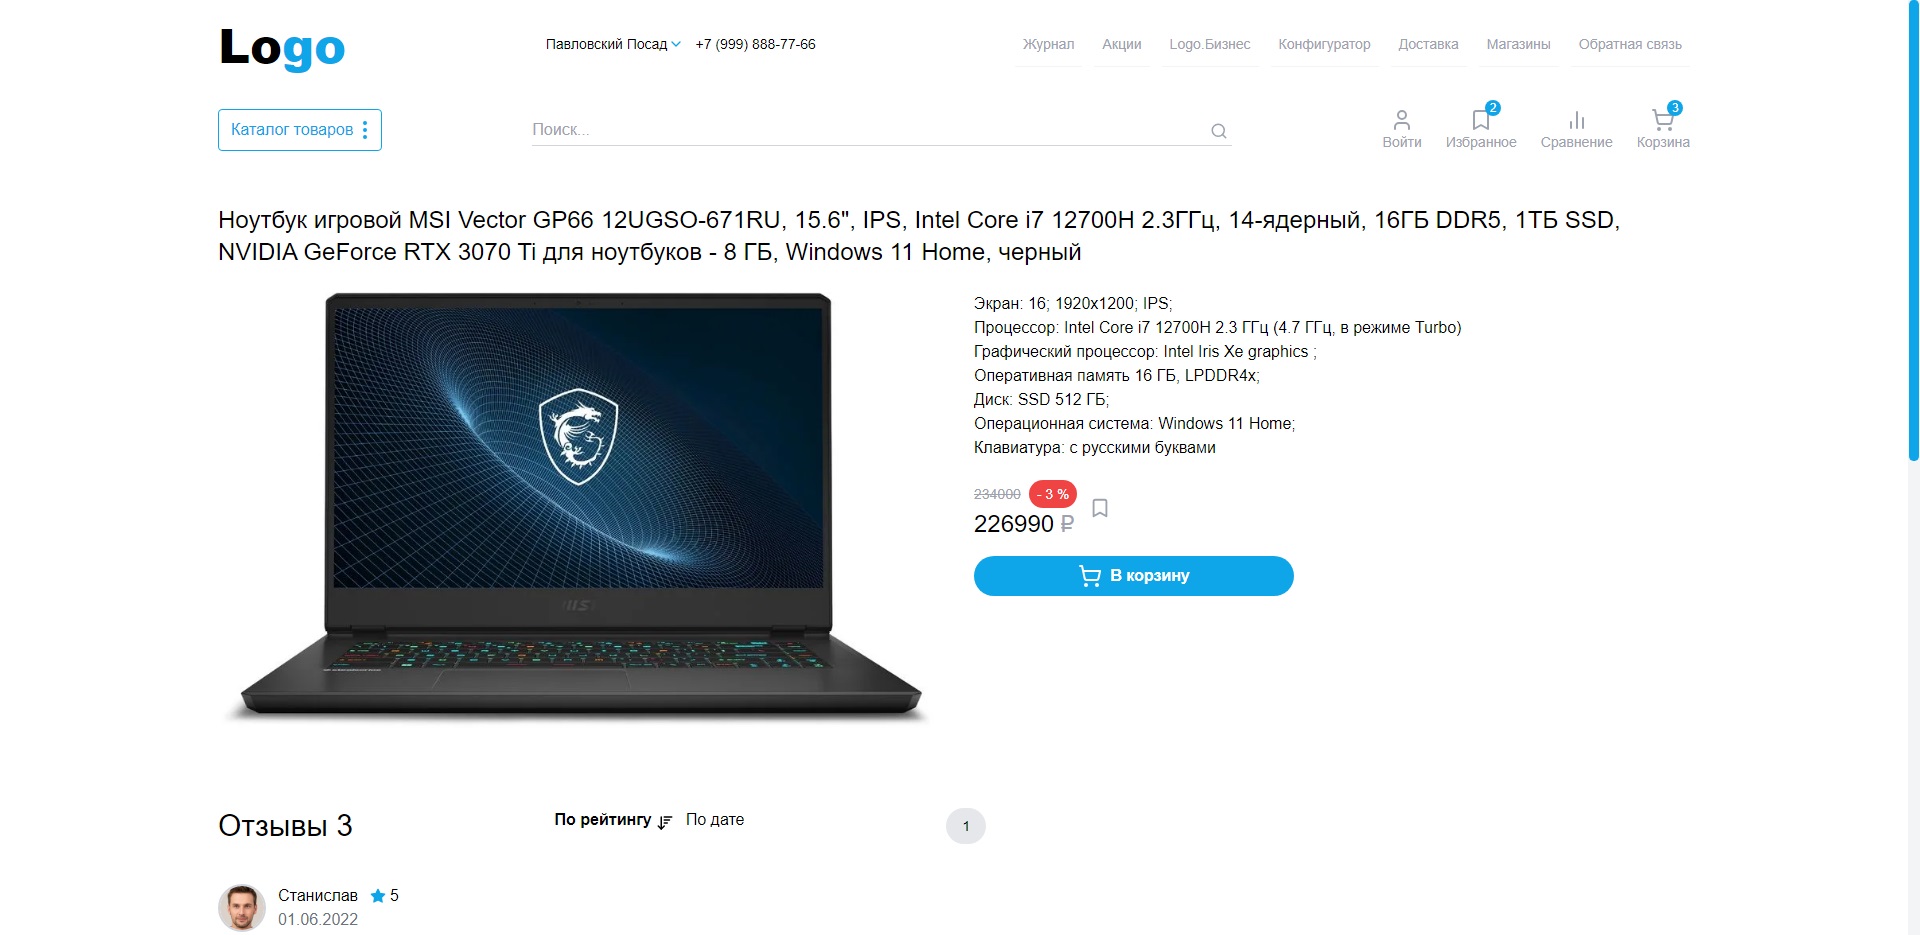 Logo
Павловский Посад +7 (999) 888-77-66
Журнал Акции Logo.Бизнес Конфигуратор Доставка Магазины Обратная связь
Каталог товаров
Поиск...
2
3
Войти Избранное Сравнение Корзина
Ноутбук игровой MSI Vector GP66 12UGSO-671RU, 15.6", IPS, Intel Core i7 12700H 2.3ГГц, 14-ядерный, 16ГБ DDR5, 1ТБ SSD,
NVIDIA GeForce RTX 3070 Ti для ноутбуков - 8 ГБ, Windows 11 Home, черный
msi
Экран: 16; 1920x1200; IPS;
Процессор: Intel Core i7 12700H 2.3 ГГц (4.7 ГГц, в режиме Turbo)
Графический процессор: Intel Iris Xe graphics ;
Оперативная память 16 ГБ, LPDDR4x;
Диск: SSD 512 ГБ;
Операционная система: Windows 11 Home;
Клавиатура: с русскими буквами
234000 - 3 %
226990 ₽
В корзину
Отзывы 3
По рейтингу По дате
1
Станислав 5
01.06.2022